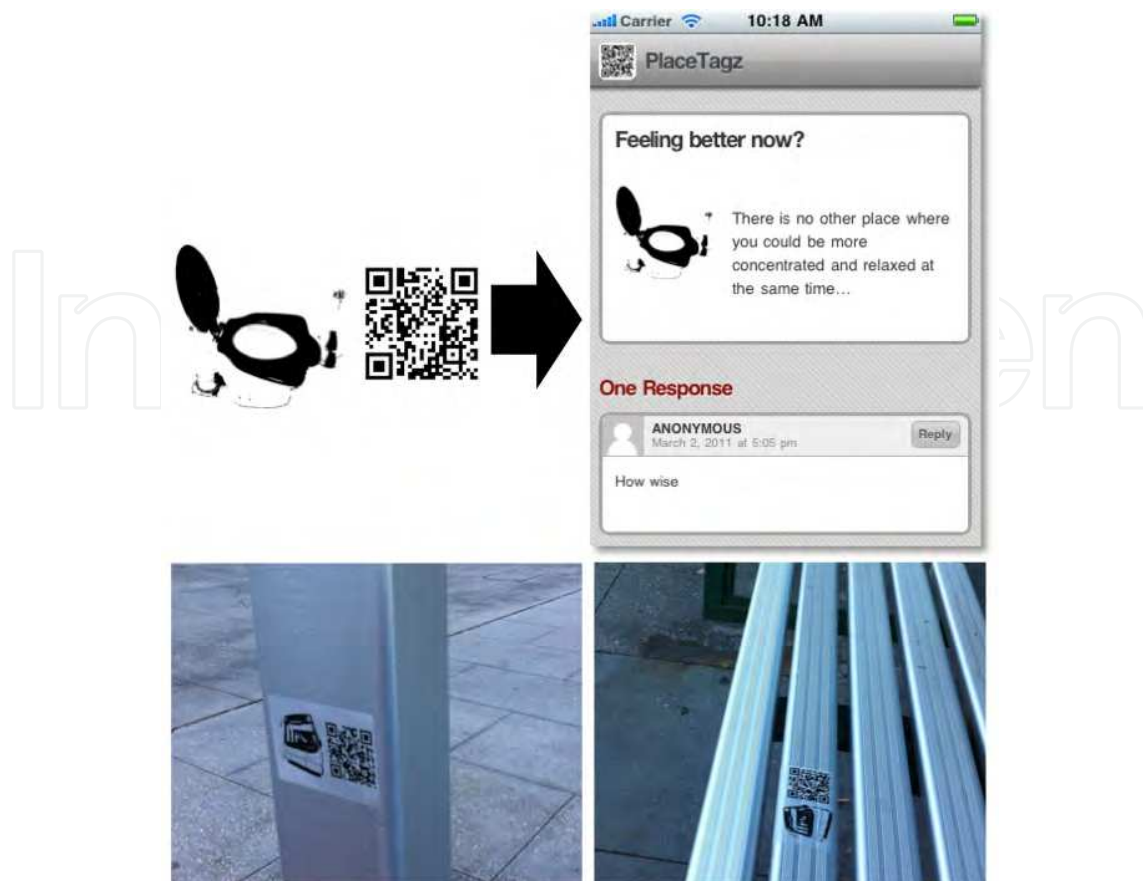 Carrier 10:18 AM
PlaceTagz
Feeling better now?
There is no other place where
you could be more
concentrated and relaxed at
the same time...
One Response
ANONYMOUS
March 2, 2011 at 5:05 pm
Reply
How wise